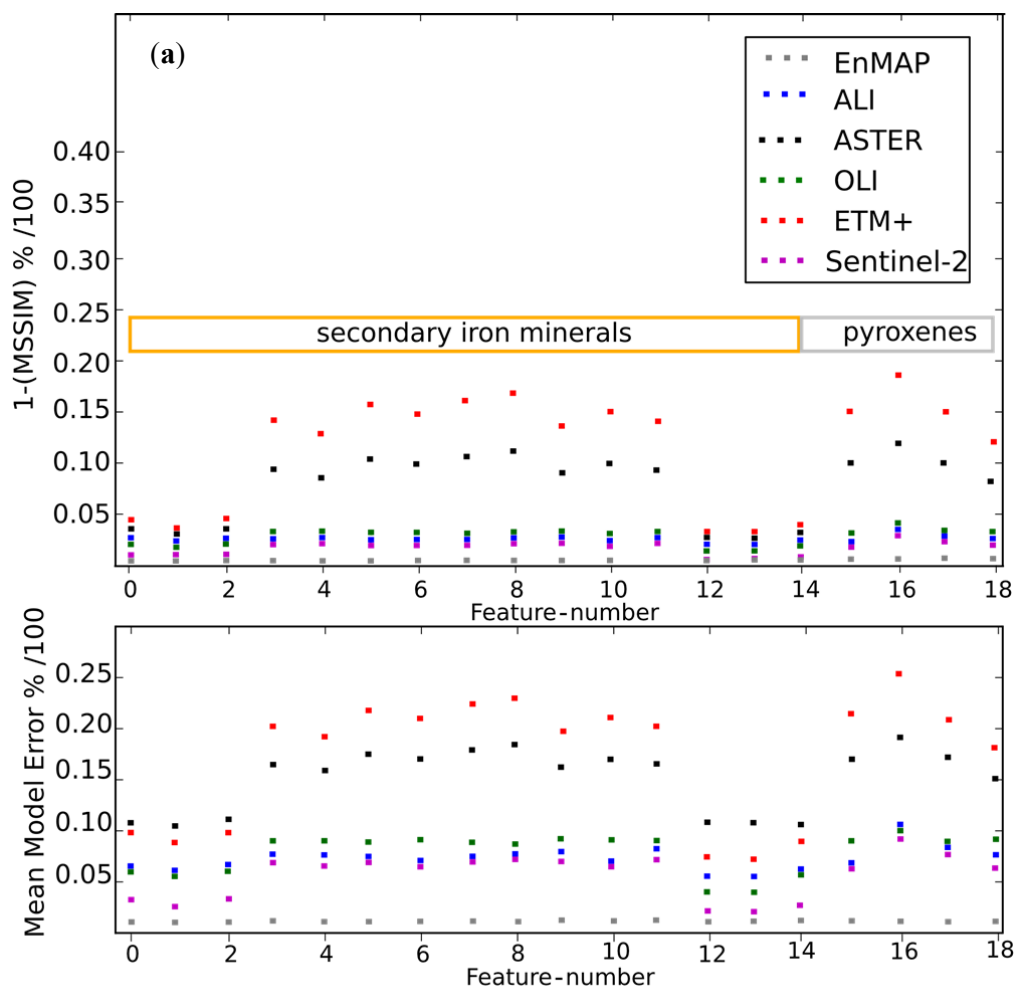 (a)
EnMAP
ALI
ASTER
OLI
ETM+
Sentinel-2
1-(MSSIM) % /100
0.40
0.35
0.30
0.25
0.20
0.15
0.10
0.05
secondary iron minerals
pyroxenes
0 2 4 6 8 10 12 14 16 18
Feature-number
Mean Model Error % /100
0.25
0.20
0.15
0.10
0.05
0 2 4 6 8 10 12 14 16 18
Feature-number